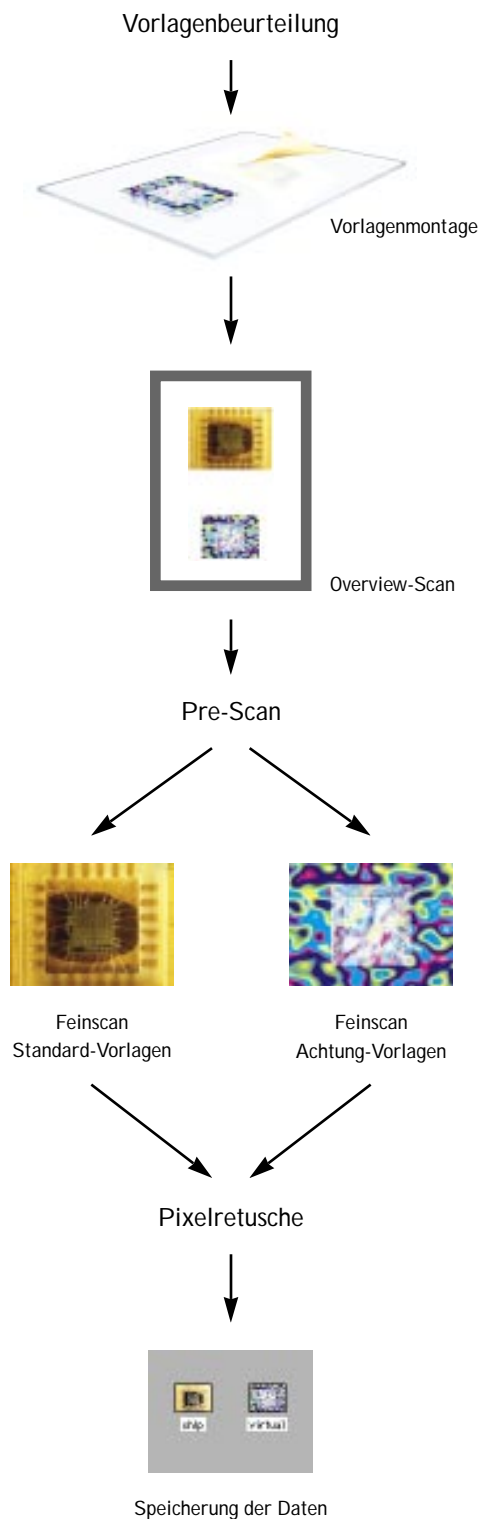 Vorlagenbeurteilung
Vorlagenmontage
Overview-Scan
Pre-Scan
Feinscan
Standard-Vorlagen
Feinscan
Achtung-Vorlagen
Pixelretusche
chip
virtual
Speicherung der Daten